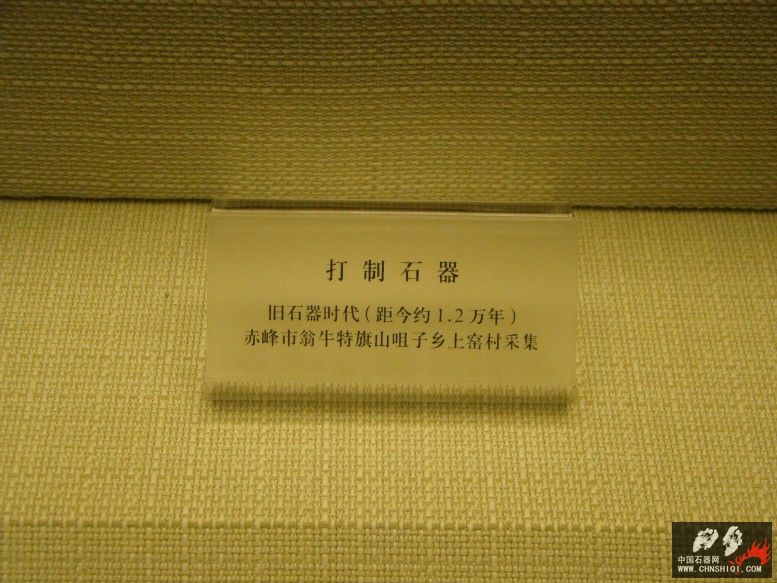 打制石器
旧石器时代(距今约1.2万年)
赤峰市翁牛特旗山咀子乡上窑村采集
中国石器网
WWW.CHNSHIQI.COM